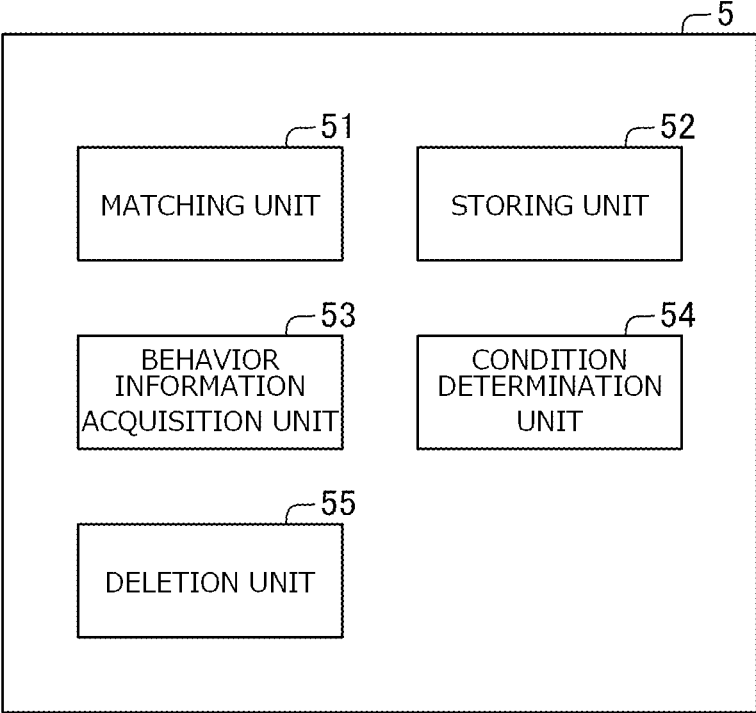 5
51
MATCHING UNIT
52
STORING UNIT
53
BEHAVIOR
INFORMATION
ACQUISITION UNIT
54
CONDITION
DETERMINATION
UNIT
55
DELETION UNIT